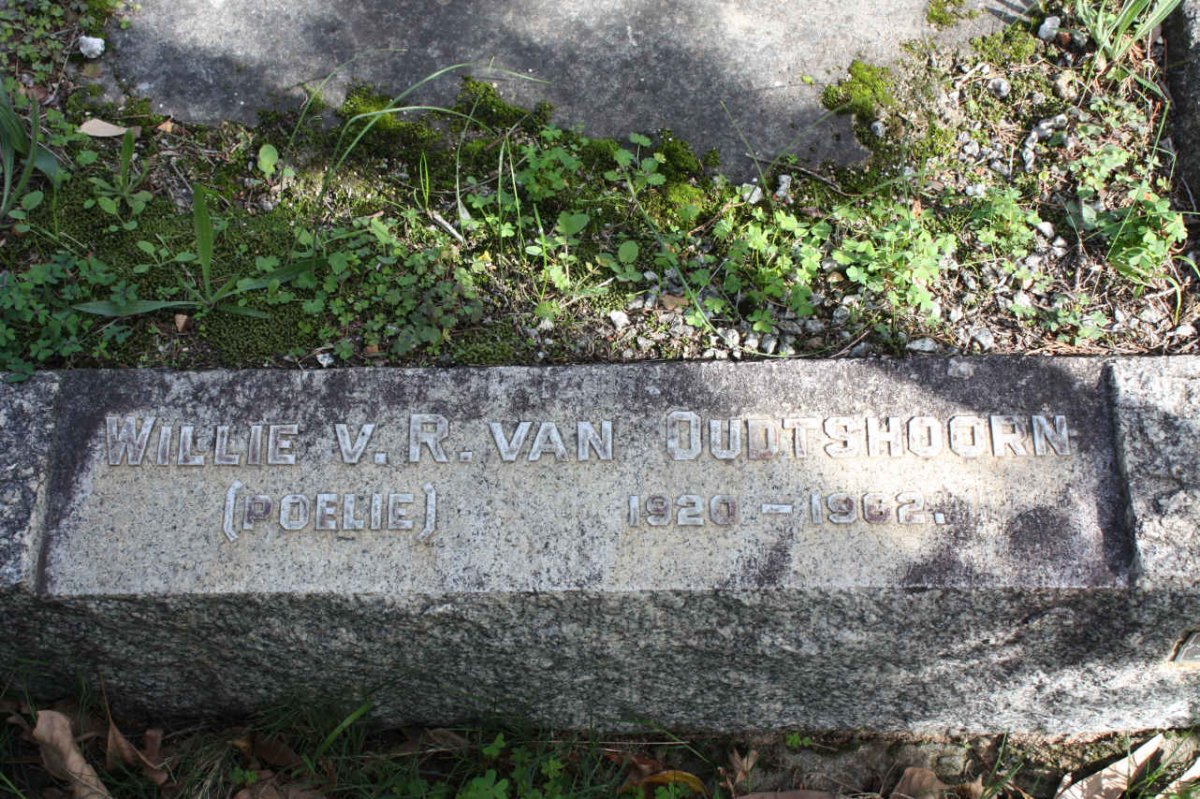 WILLIE V. R. VAN OUDTSHOORN
(POELIE) 1920 - 1962.